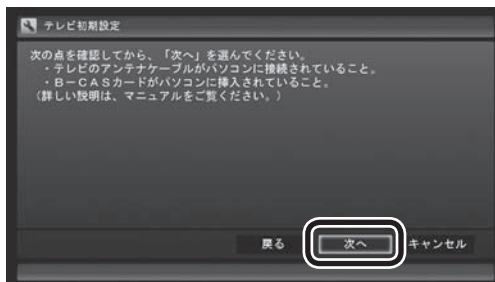 テレビ初期設定
次の点を確認してから、「次へ」を選んでください。
・テレビのアンテナケーブルがパソコンに接続されていること。
・B－CASカードがパソコンに挿入されていること。
（詳しい説明は、マニュアルをご覧ください。）
戻る 次へ キャンセル